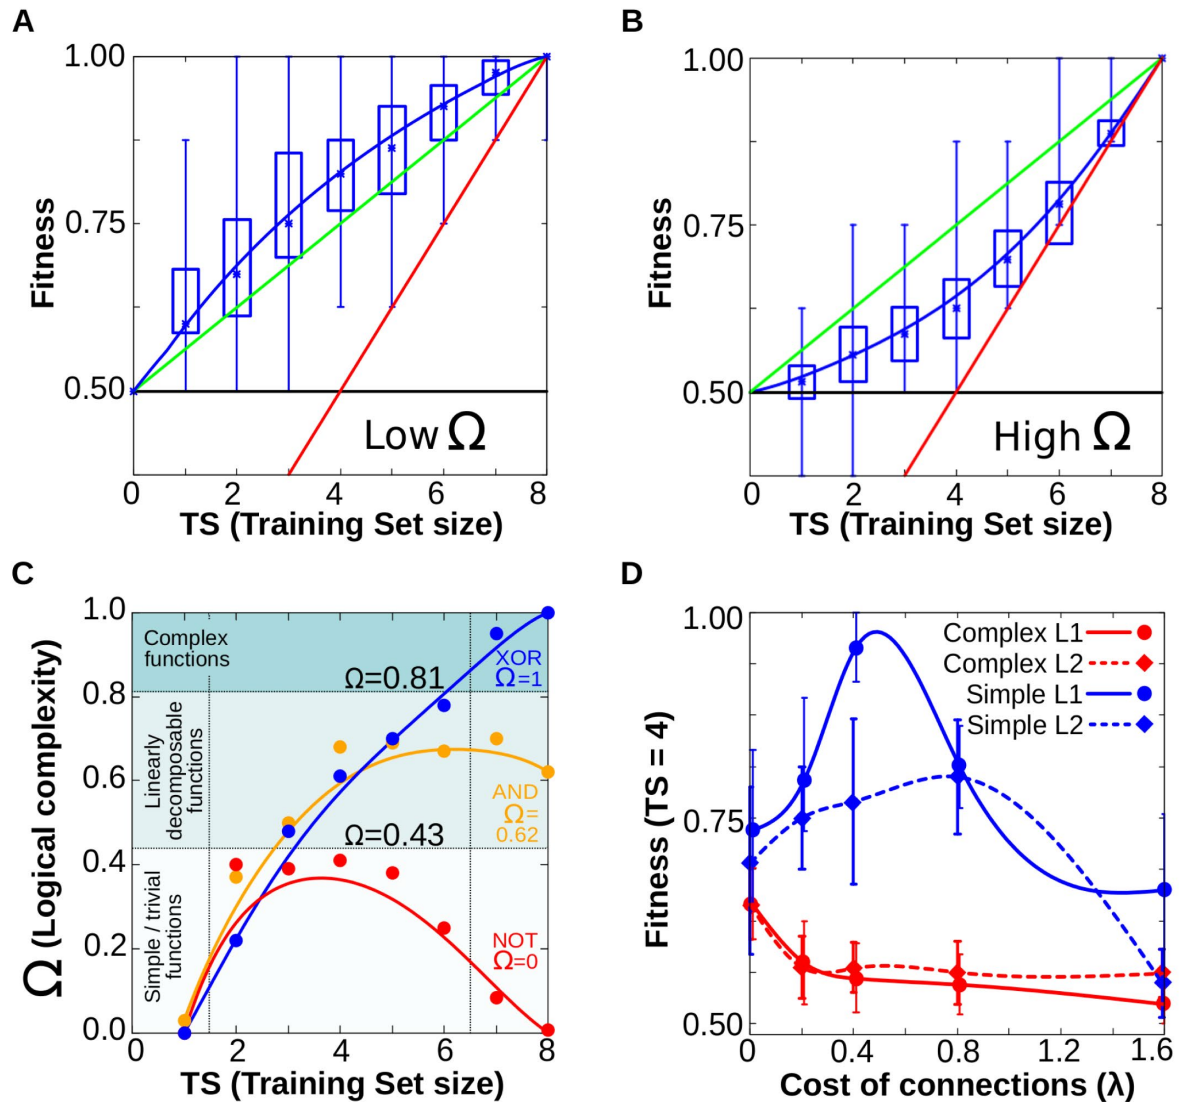 A
1.00
0.75
0.50
Fitness
Low Ω
0 2 4 6 8
TS (Training Set size)
B
1.00
0.75
0.50
Fitness
High Ω
0 2 4 6 8
TS (Training Set size)
C
1.0
0.8
0.6
0.4
0.2
0.0
Ω (Logical complexity)
Complex
functions
Linearly
decomposable
functions
Simple / trivial
functions
Ω=0.81
Ω=0.43
XOR
Ω=1
AND
Ω=
0.62
NOT
Ω=0
0 2 4 6 8
TS (Training Set size)
D
1.00
0.75
0.50
Fitness (TS = 4)
Complex L1
Complex L2
Simple L1
Simple L2
0 0.4 0.8 1.2 1.6
Cost of connections (λ)